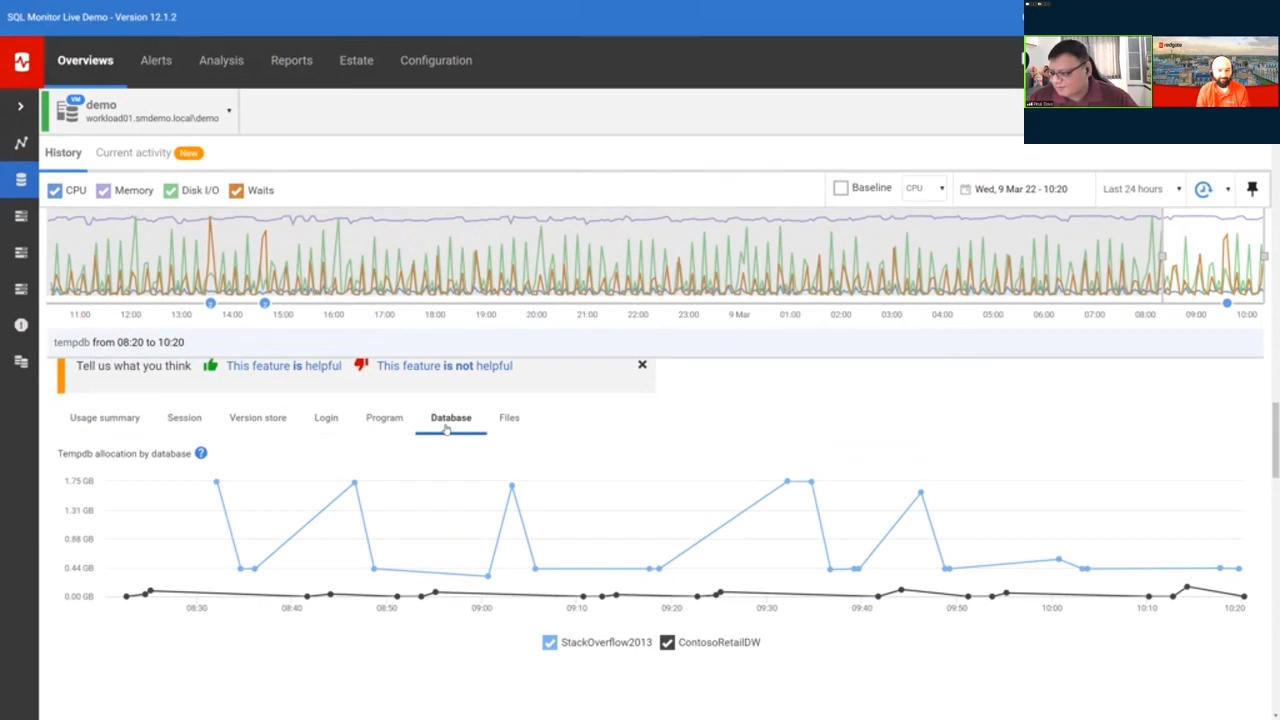 SQL Monitor Live Demo - Version 12.1.2
redgate
Overviews Alerts Analysis Reports Estate Configuration
VM
demo
workload01.smdemo.local\demo
History Current activity New
CPU Memory Disk I/O Waits Baseline CPU Wed, 9 Mar 22 - 10:20 Last 24 hours
11:00 12:00 13:00 14:00 15:00 16:00 17:00 18:00 19:00 20:00 21:00 22:00 23:00 9 Mar 01:00 02:00 03:00 04:00 05:00 06:00 07:00 08:00 09:00 10:00
tempdb from 08:20 to 10:20
Tell us what you think This feature is helpful This feature is not helpful
Usage summary Session Version store Login Program Database Files
Tempdb allocation by database ?
1.75 GB
1.31 GB
0.88 GB
0.44 GB
0.00 GB
08:30 08:40 08:50 09:00 09:10 09:20 09:30 09:40 09:50 10:00 10:10 10:20
StackOverflow2013 ContosoRetailDW